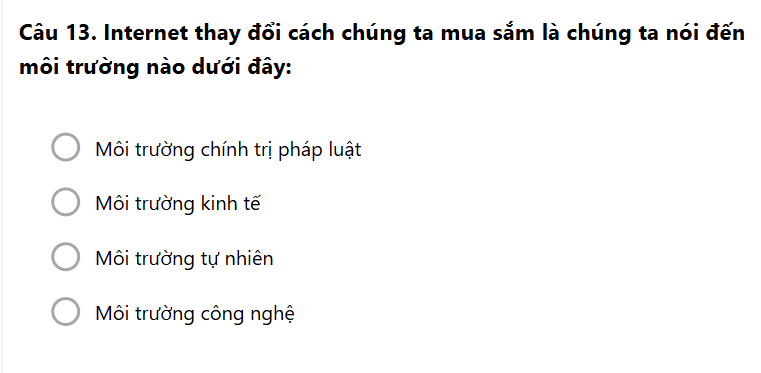 Câu 13. Internet thay đổi cách chúng ta mua sắm là chúng ta nói đến
môi trường nào dưới đây:
Môi trường chính trị pháp luật
Môi trường kinh tế
Môi trường tự nhiên
Môi trường công nghệ